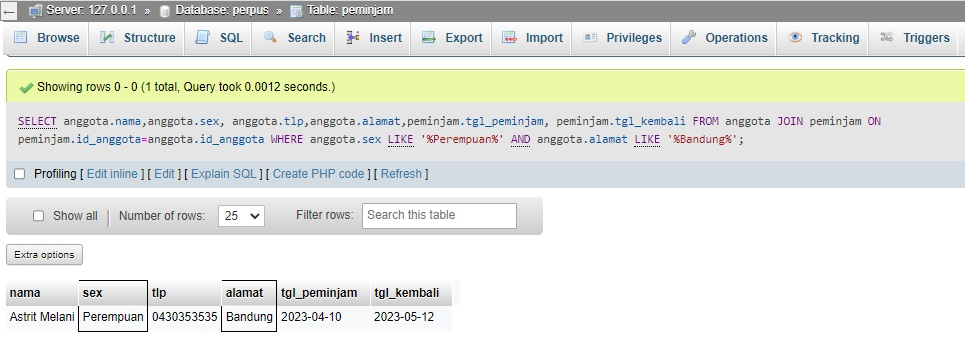 Server: 127.0.0.1 » Database: perpus » Table: peminjam
Browse Structure SQL Search Insert Export Import Privileges Operations Tracking Triggers
Showing rows 0 - 0 (1 total, Query took 0.0012 seconds.)
SELECT anggota.nama,anggota.sex, anggota.tlp,anggota.alamat,peminjam.tgl_peminjam, peminjam.tgl_kembali FROM anggota JOIN peminjam ON
peminjam.id_anggota=anggota.id_anggota WHERE anggota.sex LIKE '%Perempuan%' AND anggota.alamat LIKE '%Bandung%';
Profiling [ Edit inline ] [ Edit ] [ Explain SQL ] [ Create PHP code ] [ Refresh ]
Show all Number of rows: 25 Filter rows: Search this table
Extra options
nama sex tlp alamat tgl_peminjam tgl_kembali
Astrit Melani Perempuan 0430353535 Bandung 2023-04-10 2023-05-12